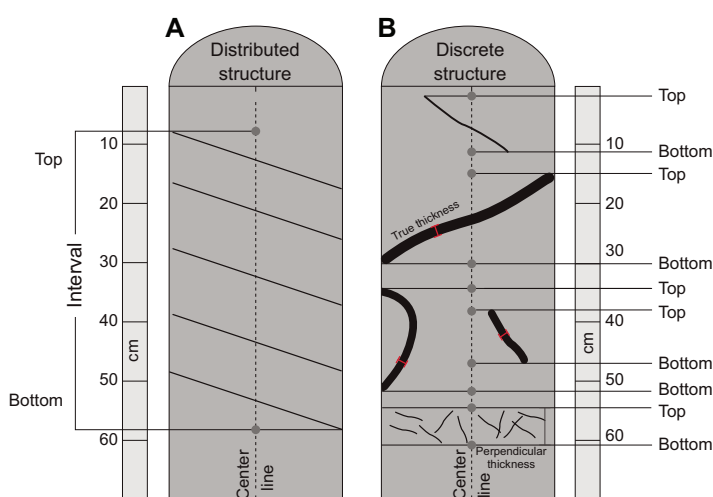 A
Distributed
structure
Top
Interval
Bottom
10
20
30
40
cm
50
60
Center
line
B
Discrete
structure
True thickness
Perpendicular
thickness
Center
line
10
20
30
40
cm
50
60
Top
Bottom
Top
Bottom
Top
Top
Bottom
Bottom
Top
Bottom